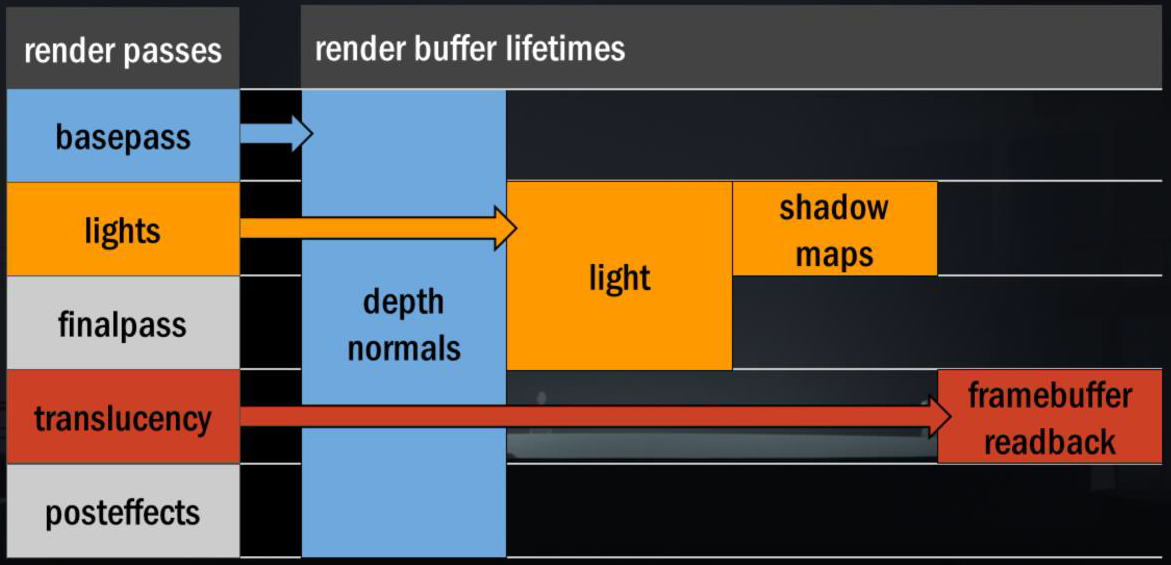 render passes
render buffer lifetimes
basepass
lights
finalpass
translucency
posteffects
depth
normals
light
shadow
maps
framebuffer
readback